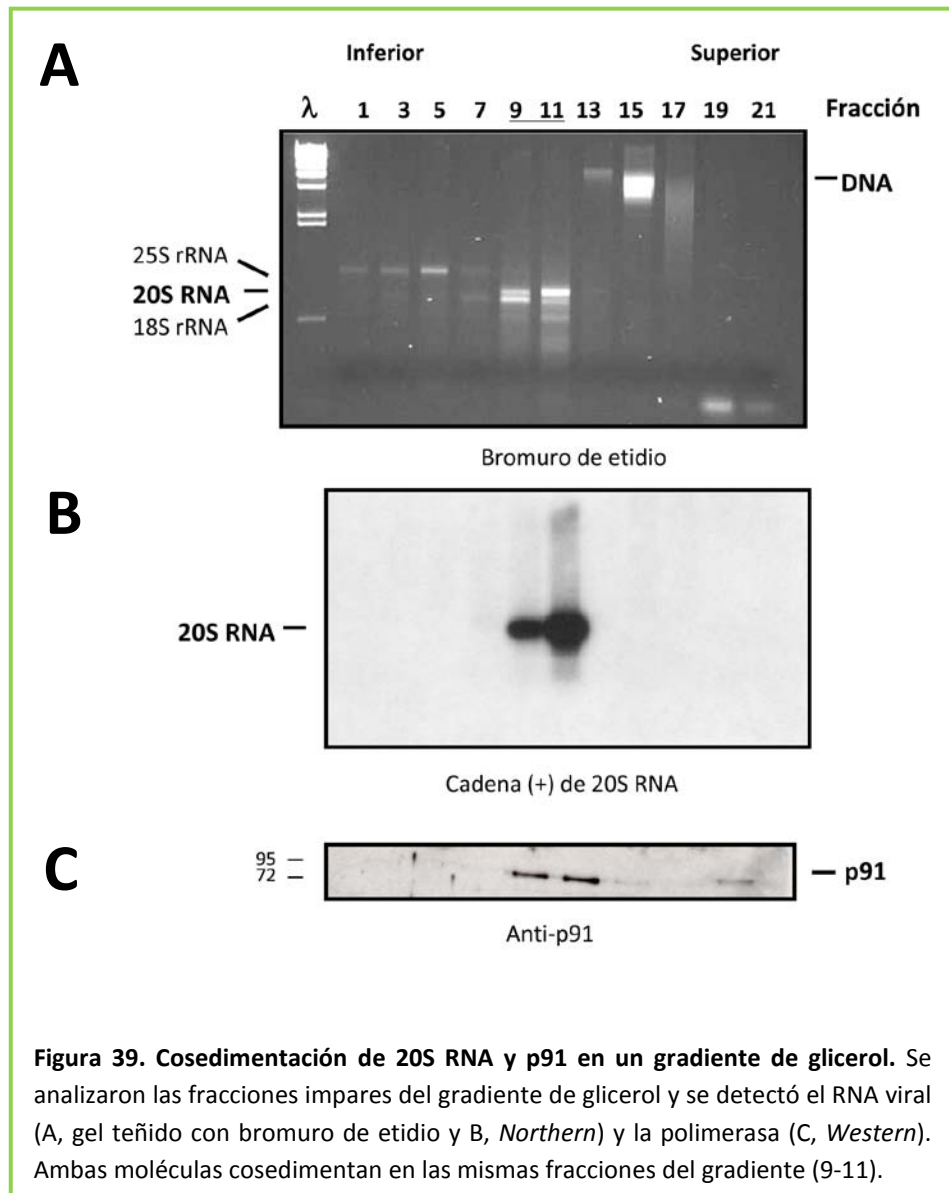 A
Inferior Superior
λ 1 3 5 7 9 11 13 15 17 19 21 Fracción
DNA
25S rRNA
20S RNA
18S rRNA
Bromuro de etidio
B
20S RNA
Cadena (+) de 20S RNA
C
95
72
p91
Anti-p91
Figura 39. Cosedimentación de 20S RNA y p91 en un gradiente de glicerol. Se
analizaron las fracciones impares del gradiente de glicerol y se detectó el RNA viral
(A, gel teñido con bromuro de etidio y B, Northern) y la polimerasa (C, Western).
Ambas moléculas cosedimentan en las mismas fracciones del gradiente (9-11).